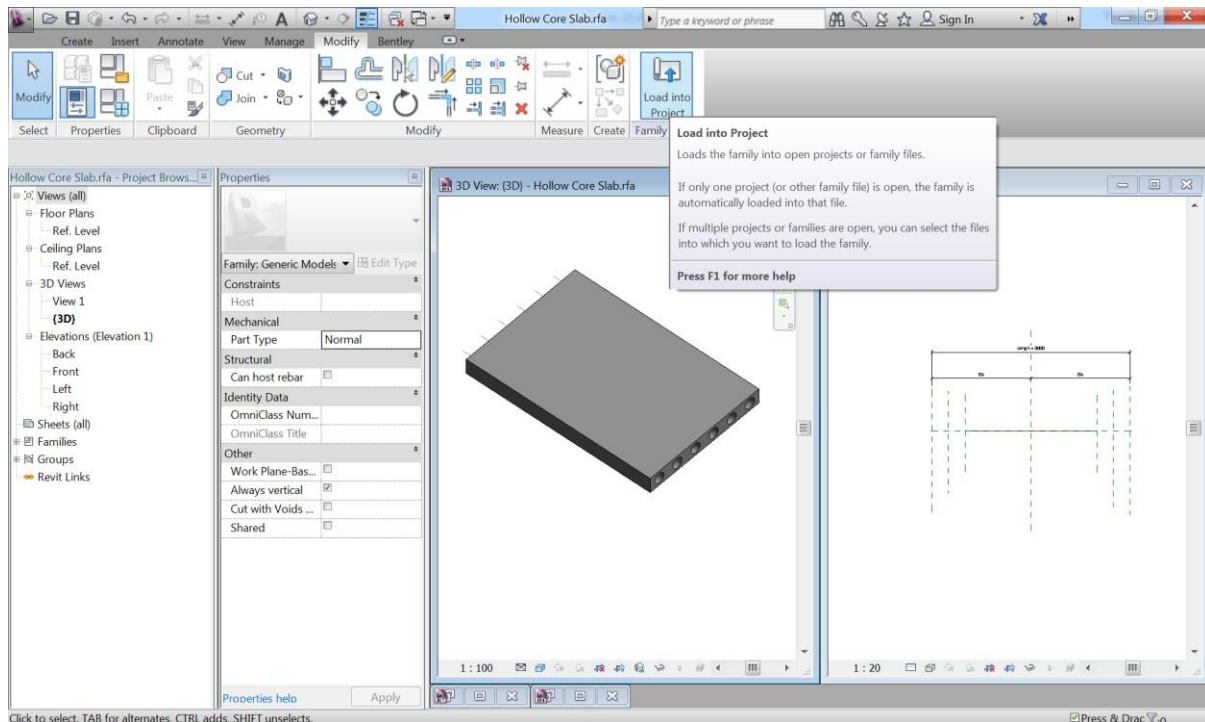 Hollow Core Slab.rfa
Type a keyword or phrase
Sign In
Create Insert Annotate View Manage Modify Bentley
Modify
Paste
Cut
Join
Load into
Project
Select Properties Clipboard Geometry Modify Measure Create Family
Load into Project
Loads the family into open projects or family files.
If only one project (or other family file) is open, the family is
automatically loaded into that file.
If multiple projects or families are open, you can select the files
into which you want to load the family.
Press F1 for more help
Hollow Core Slab.rfa - Project Brows...
Views (all)
Floor Plans
Ref. Level
Ceiling Plans
Ref. Level
3D Views
View 1
{3D}
Elevations (Elevation 1)
Back
Front
Left
Right
Sheets (all)
Families
Groups
Revit Links
Properties
Family: Generic Models
Edit Type
Constraints
Host
Mechanical
Part Type Normal
Structural
Can host rebar
Identity Data
OmniClass Num...
OmniClass Title
Other
Work Plane-Bas...
Always vertical
Cut with Voids ...
Shared
Properties help
Apply
3D View: {3D} - Hollow Core Slab.rfa
1 : 100
1 : 20
Click to select, TAB for alternates, CTRL adds, SHIFT unselects.
Press & Drac